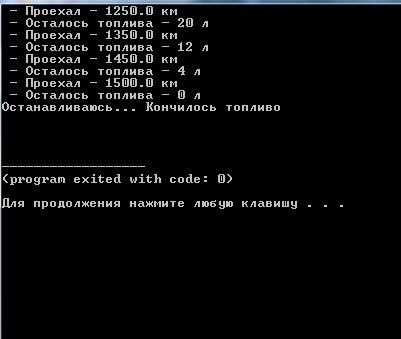 - Проехал - 1250.0 км
- Осталось топлива - 20 л
- Проехал - 1350.0 км
- Осталось топлива - 12 л
- Проехал - 1450.0 км
- Осталось топлива - 4 л
- Проехал - 1500.0 км
- Осталось топлива - 0 л
Останавливаюсь... Кончилось топливо
------------------
(program exited with code: 0)
Для продолжения нажмите любую клавишу . . .